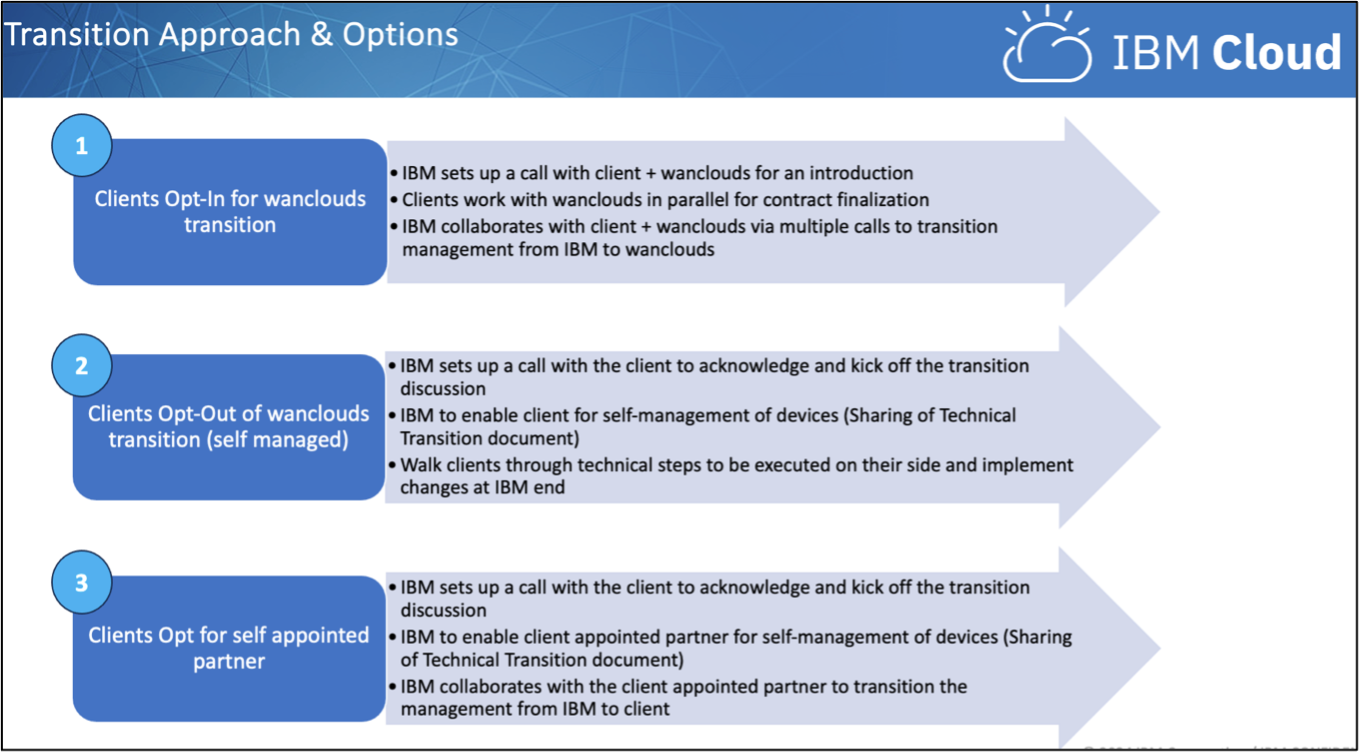 Transition Approach & Options
IBM Cloud
1
Clients Opt-In for wanclouds
transition
• IBM sets up a call with client + wanclouds for an introduction
• Clients work with wanclouds in parallel for contract finalization
• IBM collaborates with client + wanclouds via multiple calls to transition
management from IBM to wanclouds
2
Clients Opt-Out of wanclouds
transition (self managed)
• IBM sets up a call with the client to acknowledge and kick off the transition
discussion
• IBM to enable client for self-management of devices (Sharing of Technical
Transition document)
• Walk clients through technical steps to be executed on their side and implement
changes at IBM end
3
Clients Opt for self appointed
partner
• IBM sets up a call with the client to acknowledge and kick off the transition
discussion
• IBM to enable client appointed partner for self-management of devices (Sharing
of Technical Transition document)
• IBM collaborates with the client appointed partner to transition the
management from IBM to client